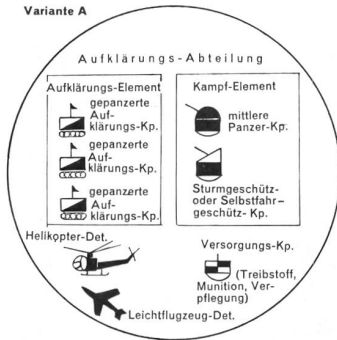 Variante A
Aufklärungs-Abteilung
Aufklärungs-Element
gepanzerte
Auf-
klärungs-Kp.
gepanzerte
Auf-
klärungs-Kp.
gepanzerte
Auf-
klärungs-Kp.
Kampf-Element
mittlere
Panzer-Kp.
Sturmgeschütz-
oder Selbstfahr-
geschütz-Kp.
Helikopter-Det.
Versorgungs-Kp.
(Treibstoff,
Munition, Ver-
pflegung)
Leichtflugzeug-Det.